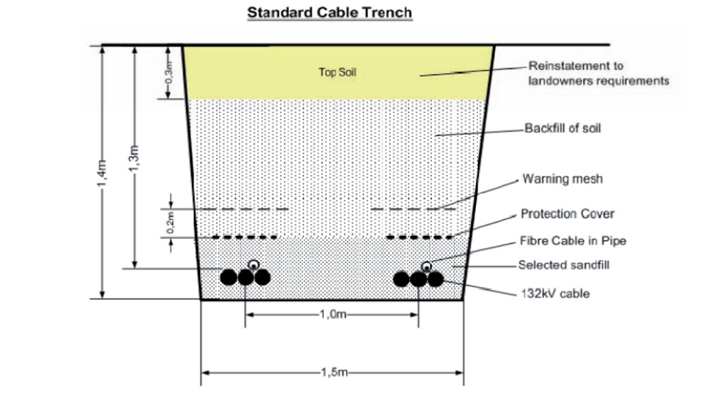 Standard Cable Trench
0,3m
Top Soil
Reinstatement to
landowners requirements
Backfill of soil
1,4m
1,3m
Warning mesh
0,2m
Protection Cover
Fibre Cable in Pipe
Selected sandfill
132kV cable
1,0m
1,5m